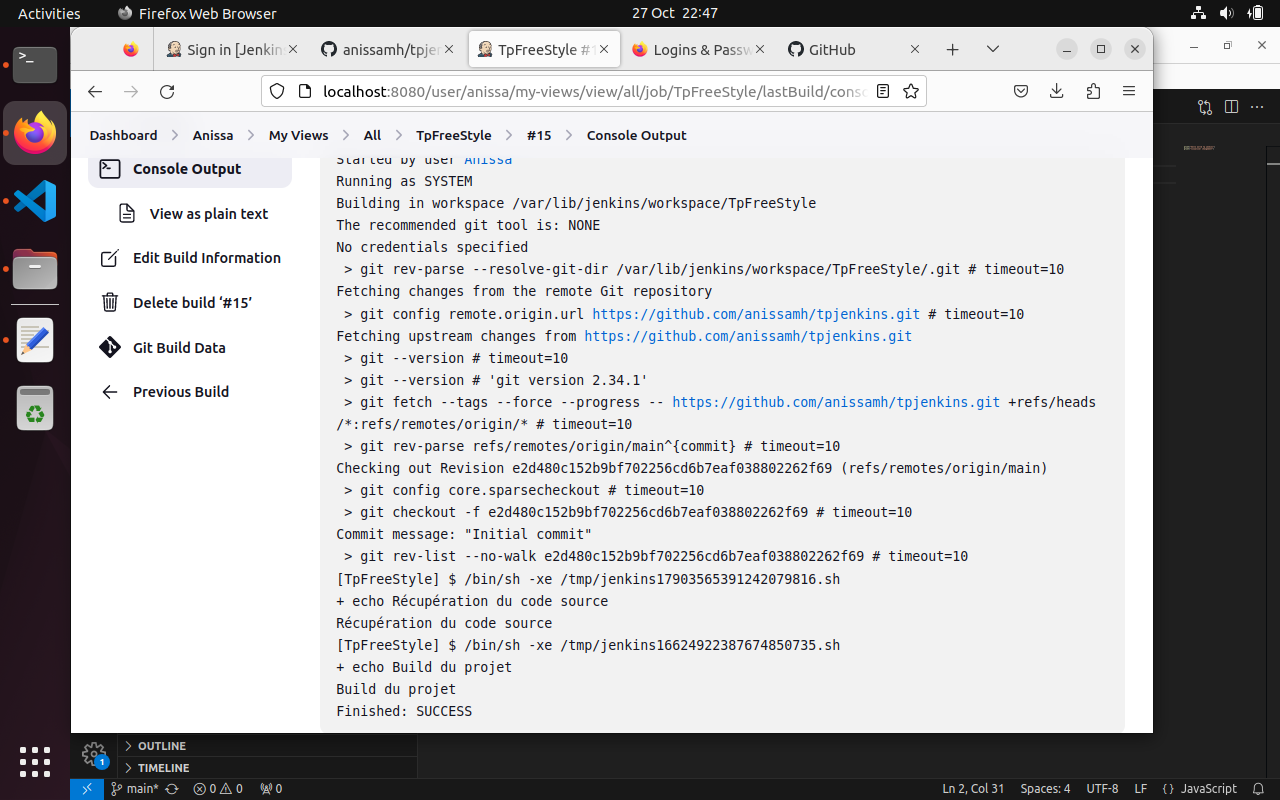 Activities
Firefox Web Browser
27 Oct 22:47
Sign in [Jenkin
anissamh/tpjen
TpFreeStyle #1
Logins & Passw
GitHub
localhost:8080/user/anissa/my-views/view/all/job/TpFreeStyle/lastBuild/conso
Dashboard
Anissa
My Views
All
TpFreeStyle
#15
Console Output
Console Output
View as plain text
Edit Build Information
Delete build ‘#15’
Git Build Data
Previous Build
Started by user Anissa
Running as SYSTEM
Building in workspace /var/lib/jenkins/workspace/TpFreeStyle
The recommended git tool is: NONE
No credentials specified
> git rev-parse --resolve-git-dir /var/lib/jenkins/workspace/TpFreeStyle/.git # timeout=10
Fetching changes from the remote Git repository
> git config remote.origin.url https://github.com/anissamh/tpjenkins.git # timeout=10
Fetching upstream changes from https://github.com/anissamh/tpjenkins.git
> git --version # timeout=10
> git --version # 'git version 2.34.1'
> git fetch --tags --force --progress -- https://github.com/anissamh/tpjenkins.git +refs/heads
/*:refs/remotes/origin/* # timeout=10
> git rev-parse refs/remotes/origin/main^{commit} # timeout=10
Checking out Revision e2d480c152b9bf702256cd6b7eaf038802262f69 (refs/remotes/origin/main)
> git config core.sparsecheckout # timeout=10
> git checkout -f e2d480c152b9bf702256cd6b7eaf038802262f69 # timeout=10
Commit message: "Initial commit"
> git rev-list --no-walk e2d480c152b9bf702256cd6b7eaf038802262f69 # timeout=10
[TpFreeStyle] $ /bin/sh -xe /tmp/jenkins17903565391242079816.sh
+ echo Récupération du code source
Récupération du code source
[TpFreeStyle] $ /bin/sh -xe /tmp/jenkins16624922387674850735.sh
+ echo Build du projet
Build du projet
Finished: SUCCESS
OUTLINE
1
TIMELINE
main*
0
0
0
Ln 2, Col 31
Spaces: 4
UTF-8
LF
{ } JavaScript